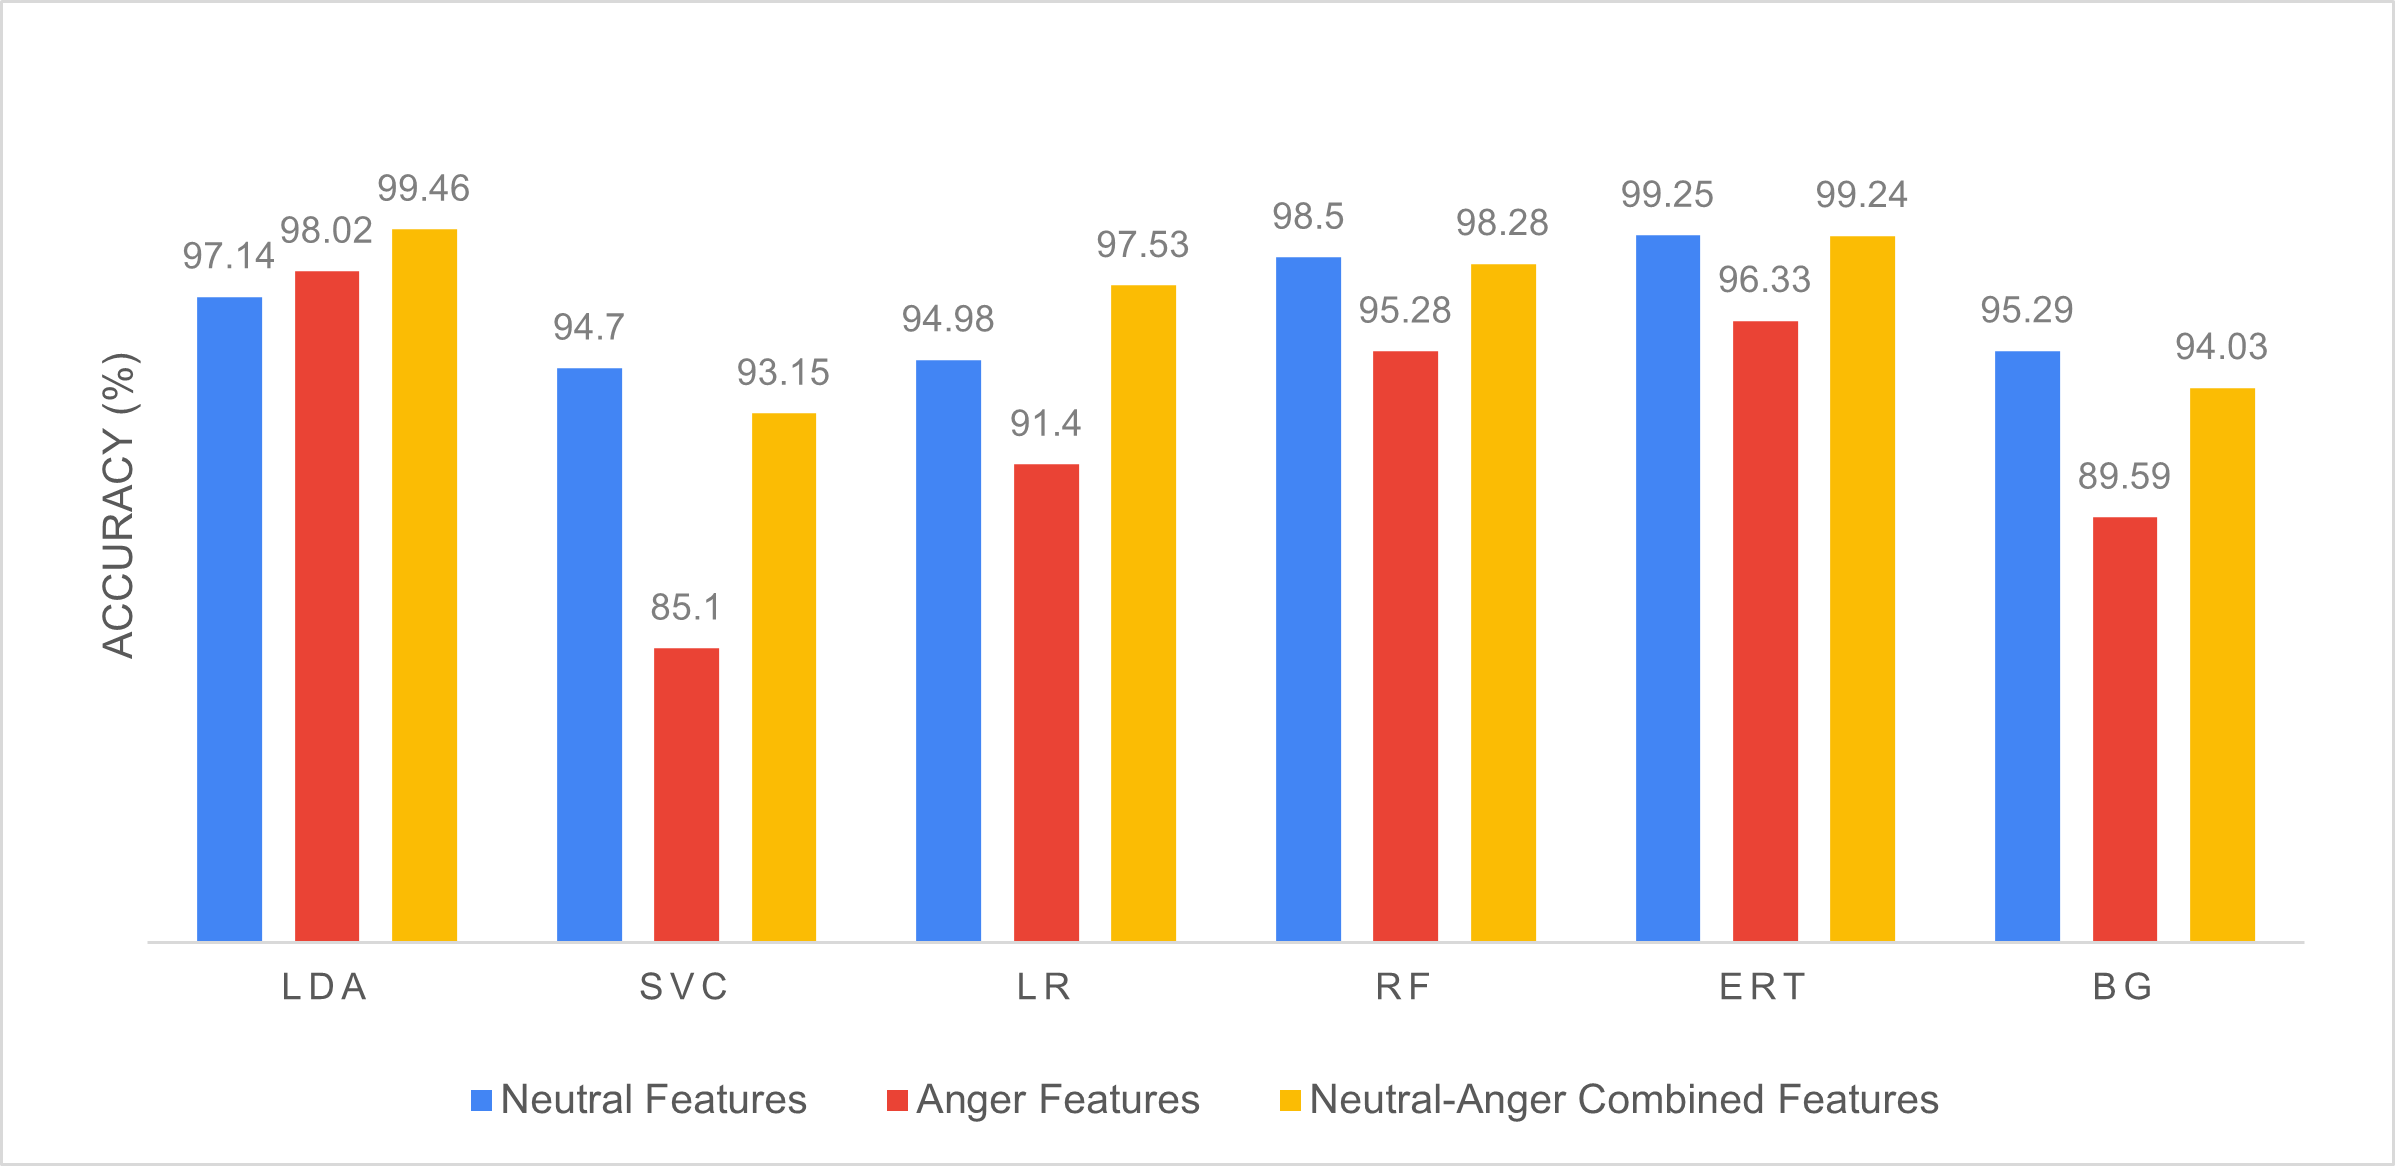 ACCURACY (%)
97.14 98.02 99.46
94.7 85.1 93.15
94.98 91.4 97.53
98.5 95.28 98.28
99.25 96.33 99.24
95.29 89.59 94.03
LDA SVC LR RF ERT BG
Neutral Features Anger Features Neutral-Anger Combined Features